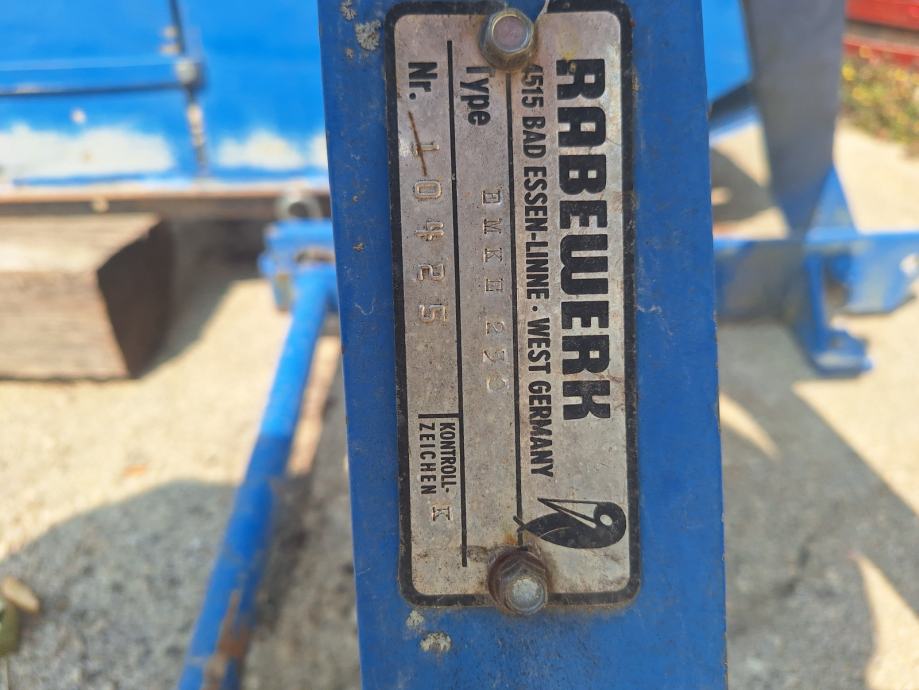 RABEWERK
4515 BAD ESSEN-LINNE · WEST GERMANY
Type
Nr. 10425
KONTROLL-
ZEICHEN K